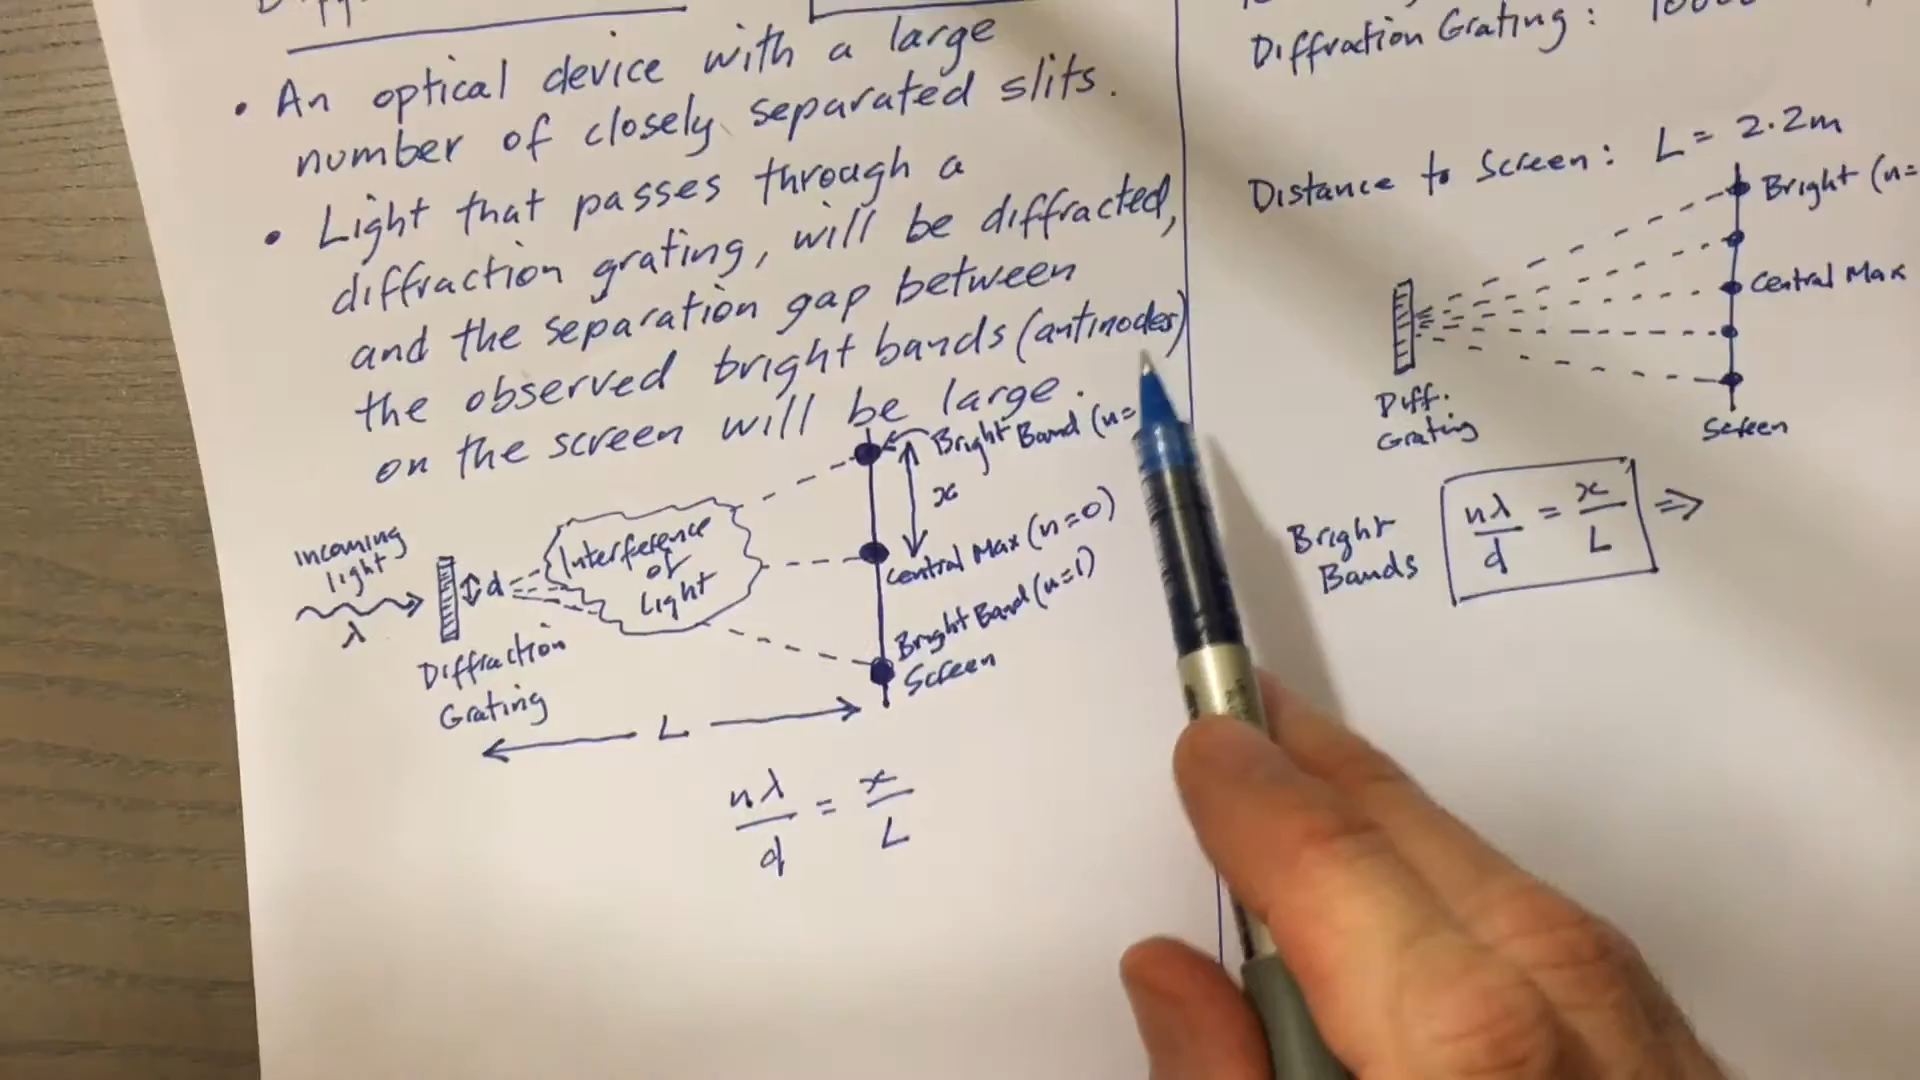 • An optical device with a large
number of closely separated slits.
• Light that passes through a
diffraction grating, will be diffracted,
and the separation gap between
the observed bright bands (antinodes)
on the screen will be large.
Bright Band (n=
x
Central Max (n=0)
Bright Band (n=1)
Screen
Incoming
light
λ
d
Interference
of
Light
Diffraction
Grating
L
nλ/d = x/L
Diffraction Grating:
Distance to Screen: L = 2.2m
Bright (n=
Central Max
Diff.
Grating
Screen
Bright
Bands
nλ/d = x/L ⇒